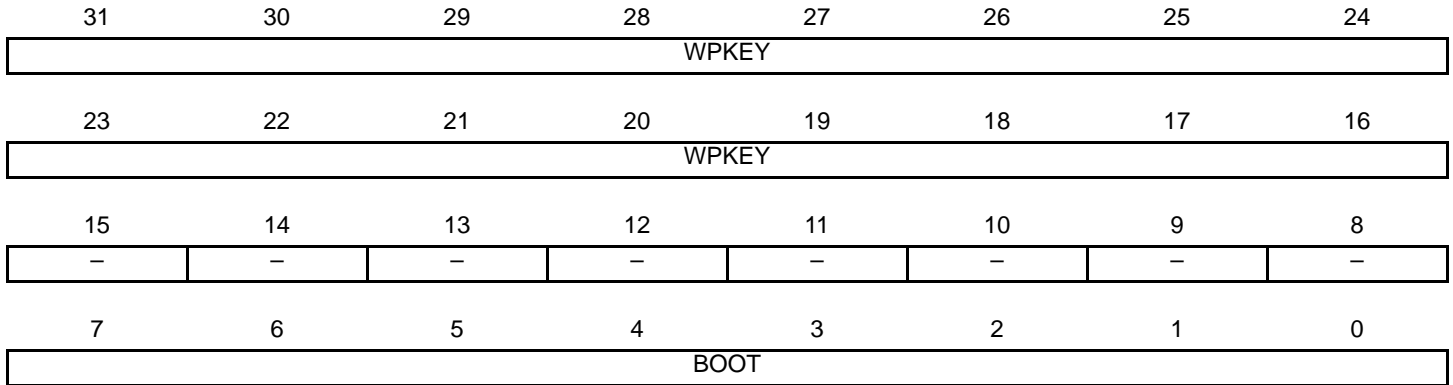 31 30 29 28 27 26 25 24
WPKEY
23 22 21 20 19 18 17 16
WPKEY
15 14 13 12 11 10 9 8
– – – – – – – –
7 6 5 4 3 2 1 0
BOOT